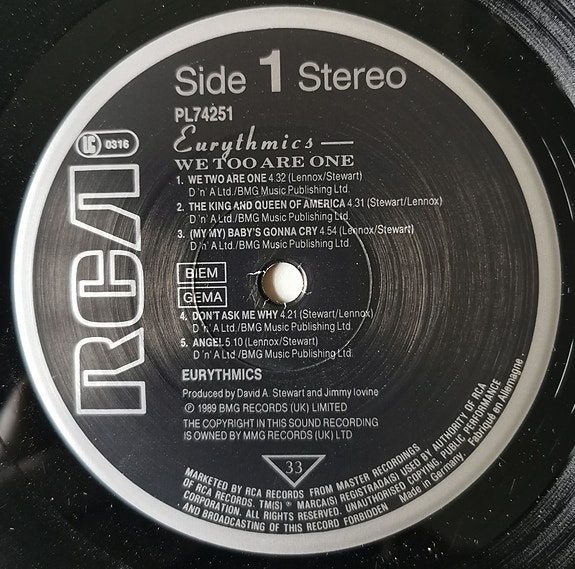 Side 1 Stereo
PL74251
LC 0316
Eurythmics
WE TOO ARE ONE
1. WE TWO ARE ONE 4.32 (Lennox/Stewart)
D 'n' A Ltd./BMG Music Publishing Ltd.
2. THE KING AND QUEEN OF AMERICA 4.31 (Stewart/Lennox)
D 'n' A Ltd./BMG Music Publishing Ltd.
3. (MY MY) BABY'S GONNA CRY 4.54 (Lennox/Stewart)
D 'n' A Ltd./BMG Music Publishing Ltd.
BIEM
GEMA
4. DON'T ASK ME WHY 4.21 (Stewart/Lennox)
D 'n' A Ltd./BMG Music Publishing Ltd.
5. ANGEL 5.10 (Lennox/Stewart)
D 'n' A Ltd./BMG Music Publishing Ltd.
EURYTHMICS
Produced by David A. Stewart and Jimmy Iovine
℗ 1989 BMG RECORDS (UK) LIMITED
THE COPYRIGHT IN THIS SOUND RECORDING
IS OWNED BY MMG RECORDS (UK) LTD
33
RCA
MARKETED BY RCA RECORDS FROM MASTER RECORDINGS
OF RCA RECORDS. TM(S) ® MARCA(S) REGISTRADA(S) USED BY AUTHORITY OF RCA
CORPORATION. ALL RIGHTS RESERVED. UNAUTHORISED COPYING, PUBLIC PERFORMANCE
AND BROADCASTING OF THIS RECORD FORBIDDEN
Made in Germany. Fabriqué en Allemagne.